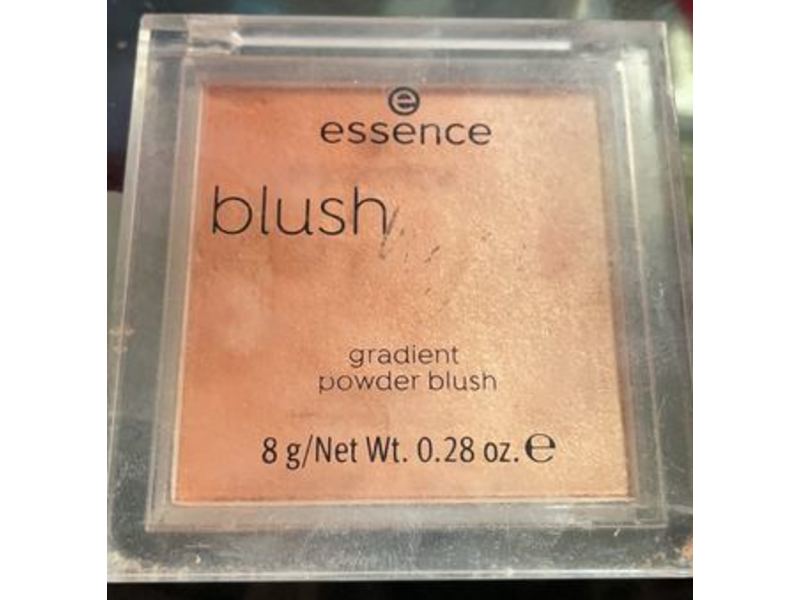 essence
blush
gradient
powder blush
8 g/Net Wt. 0.28 oz. ℮